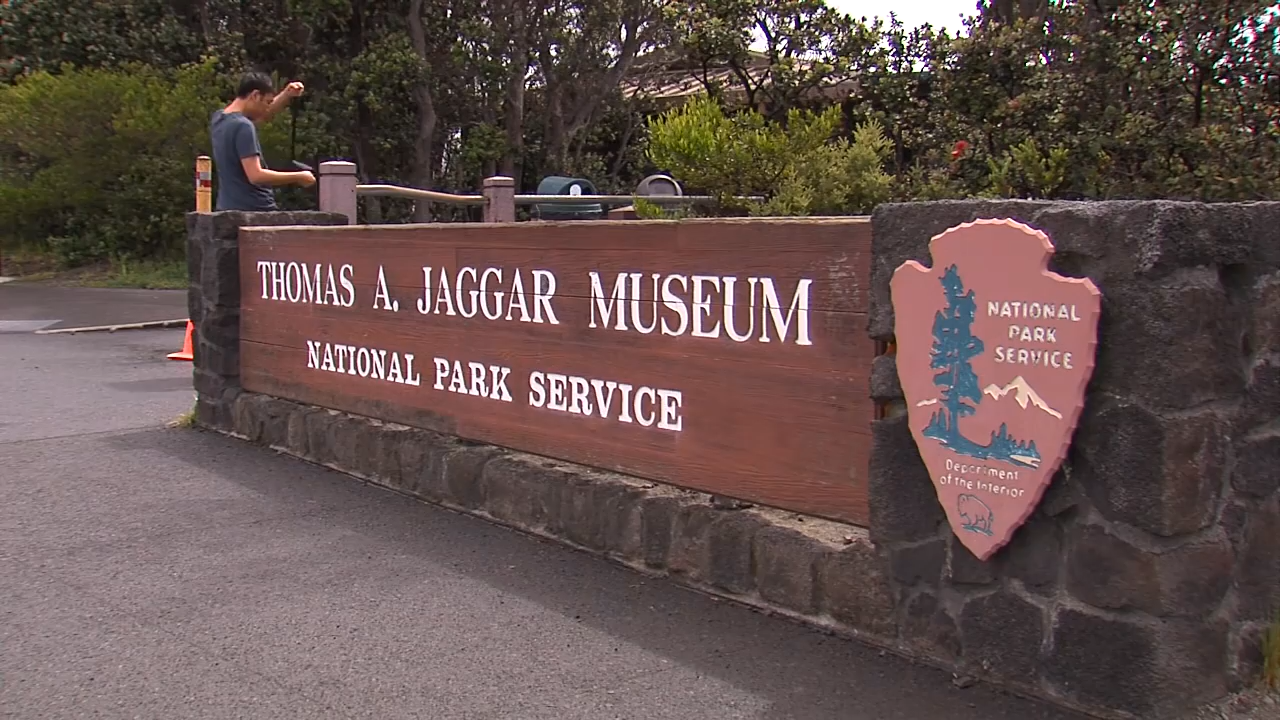 THOMAS A. JAGGAR MUSEUM
NATIONAL PARK SERVICE
NATIONAL
PARK
SERVICE
Department
of the Interior